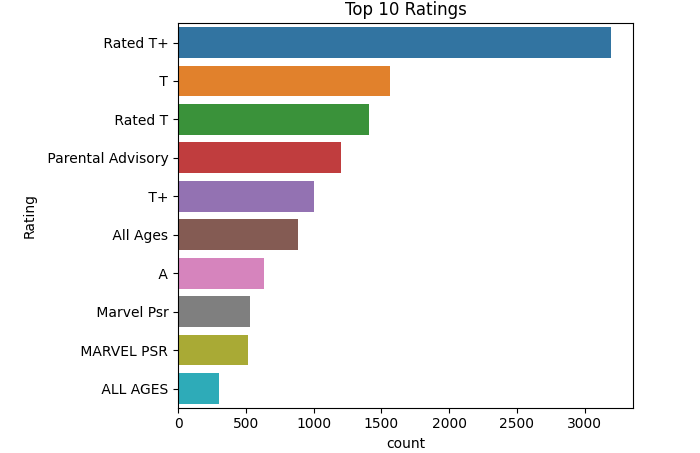 Top 10 Ratings
Rated T+
T
Rated T
Parental Advisory
T+
All Ages
A
Marvel Psr
MARVEL PSR
ALL AGES
Rating
0 500 1000 1500 2000 2500 3000
count